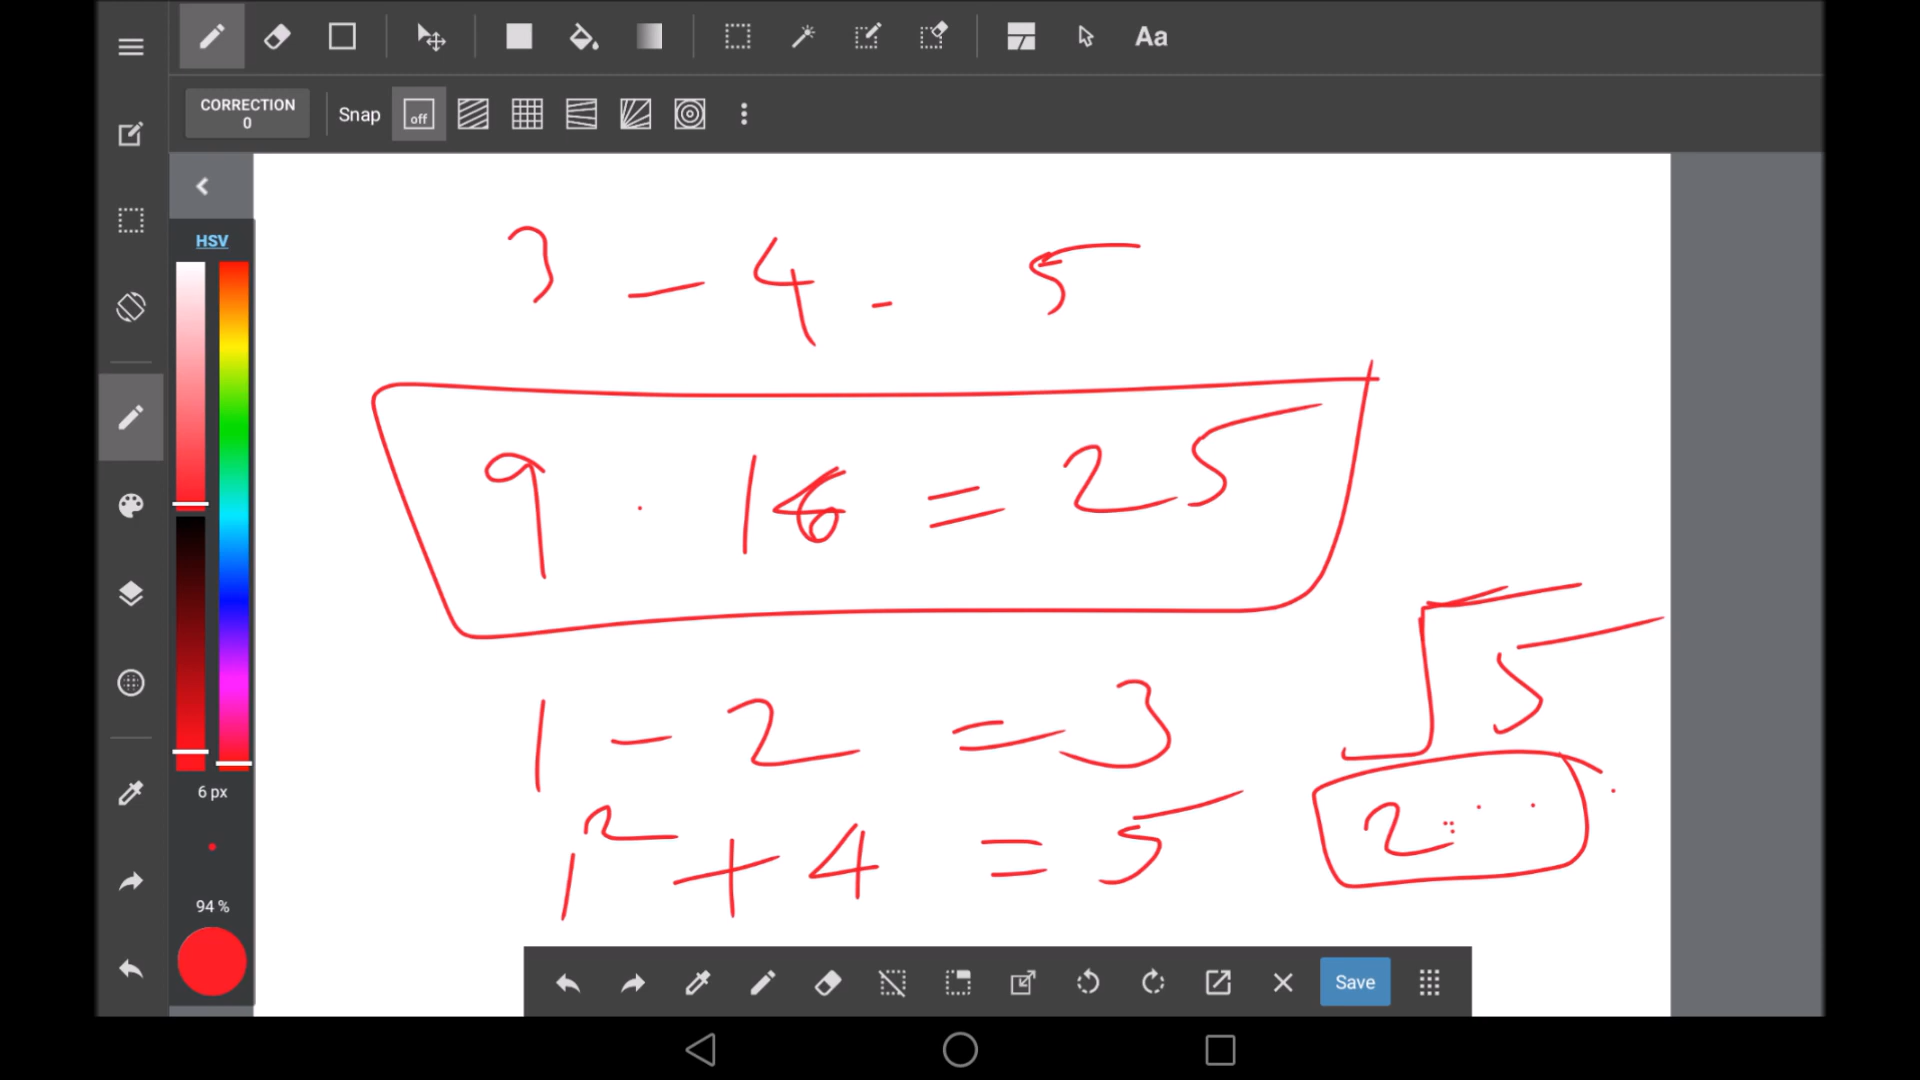 Aa
CORRECTION
0
Snap
off
HSV
3 - 4 - 5
9 . 16 = 25
√5
1 - 2 = 3
2
1² + 4 = 5
6 px
94 %
Save